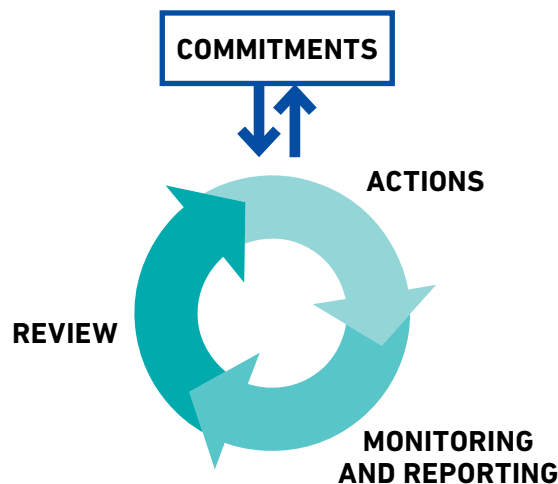 COMMITMENTS
ACTIONS
REVIEW
MONITORING
AND REPORTING